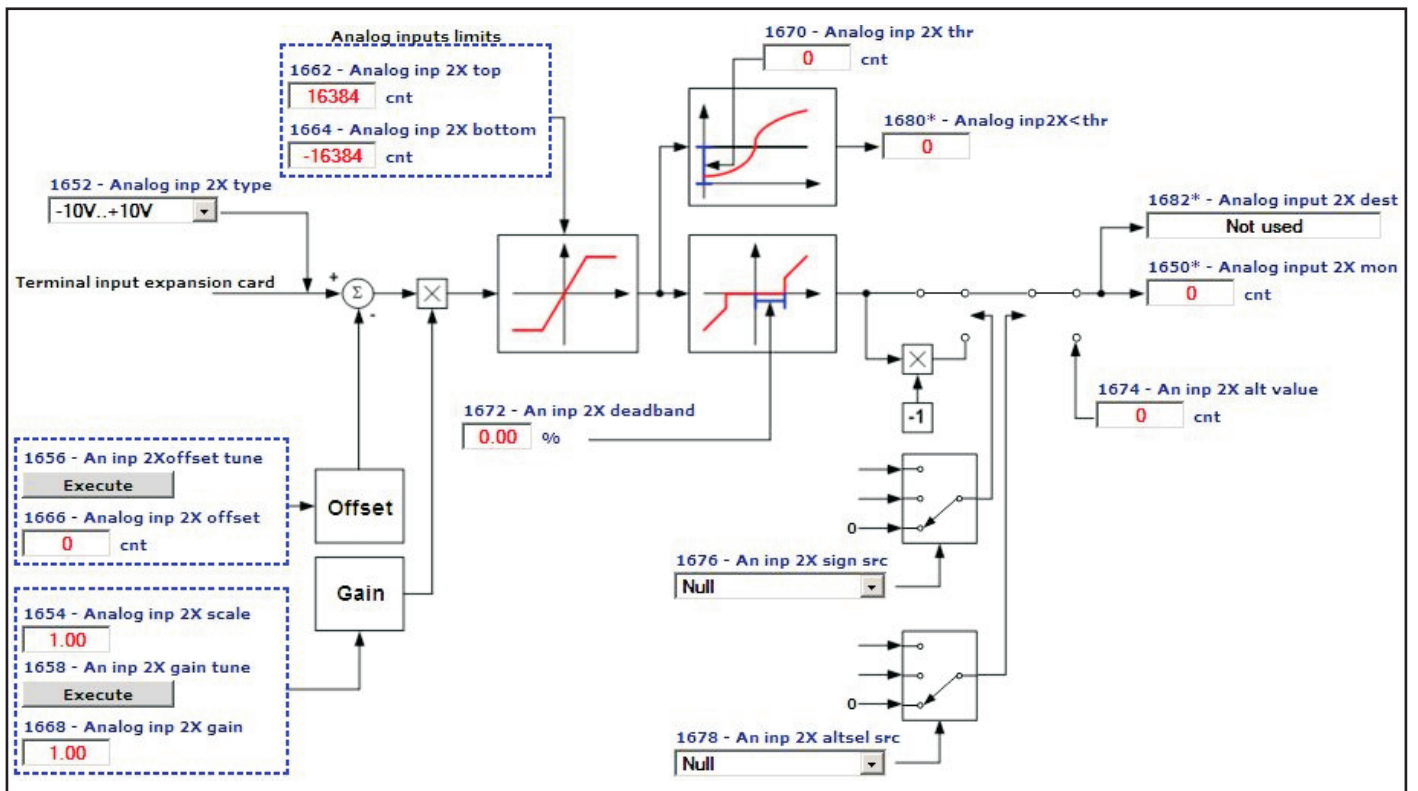 Analog inputs limits
1662 - Analog inp 2X top
16384 cnt
1664 - Analog inp 2X bottom
-16384 cnt
1670 - Analog inp 2X thr
0 cnt
1680* - Analog inp2X<thr
0
1652 - Analog inp 2X type
-10V..+10V
Terminal input expansion card
+
Σ
-
×
1682* - Analog input 2X dest
Not used
1650* - Analog input 2X mon
0 cnt
×
-1
1674 - An inp 2X alt value
0 cnt
1672 - An inp 2X deadband
0.00 %
1656 - An inp 2Xoffset tune
Execute
1666 - Analog inp 2X offset
0 cnt
Offset
Gain
1654 - Analog inp 2X scale
1.00
1658 - An inp 2X gain tune
Execute
1668 - Analog inp 2X gain
1.00
0
1676 - An inp 2X sign src
Null
0
1678 - An inp 2X altsel src
Null